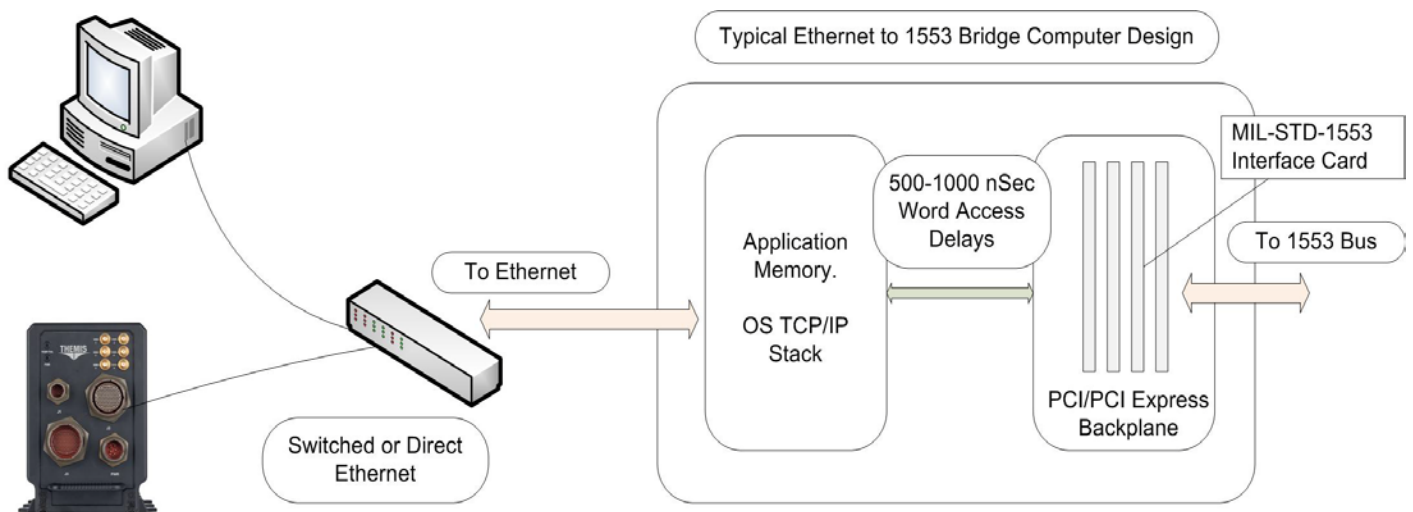 Typical Ethernet to 1553 Bridge Computer Design
MIL-STD-1553
Interface Card
500-1000 nSec
Word Access
Delays
To 1553 Bus
Application
Memory.
OS TCP/IP
Stack
To Ethernet
THEMIS
PCI/PCI Express
Backplane
Switched or Direct
Ethernet